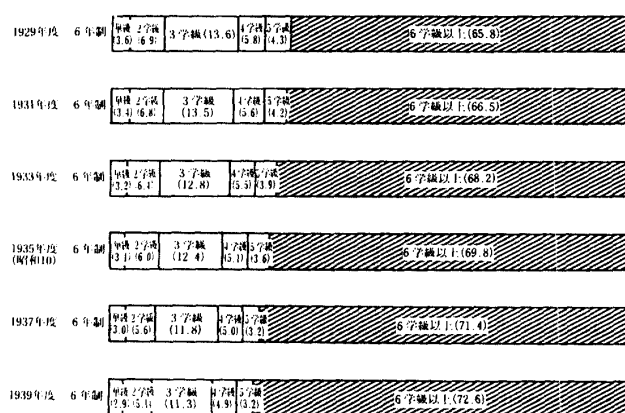 1929年度 6年制 単級(3.6) 2学級(6.9) 3学級(13.6) 4学級(5.8) 5学級(4.3) 6学級以上(65.8)
1931年度 6年制 単級(3.4) 2学級(6.8) 3学級(13.5) 4学級(5.6) 5学級(4.2) 6学級以上(66.5)
1933年度 6年制 単級(3.2) 2学級(6.4) 3学級(12.8) 4学級(5.5) 5学級(3.9) 6学級以上(68.2)
1935年度(昭和10) 6年制 単級(3.1) 2学級(6.0) 3学級(12.4) 4学級(5.1) 5学級(3.6) 6学級以上(69.8)
1937年度 6年制 単級(3.0) 2学級(5.6) 3学級(11.8) 4学級(5.0) 5学級(3.2) 6学級以上(71.4)
1939年度 6年制 単級(2.9) 2学級 3学級(11.3) 4学級(4.9) 5学級(3.2) 6学級以上(72.6)